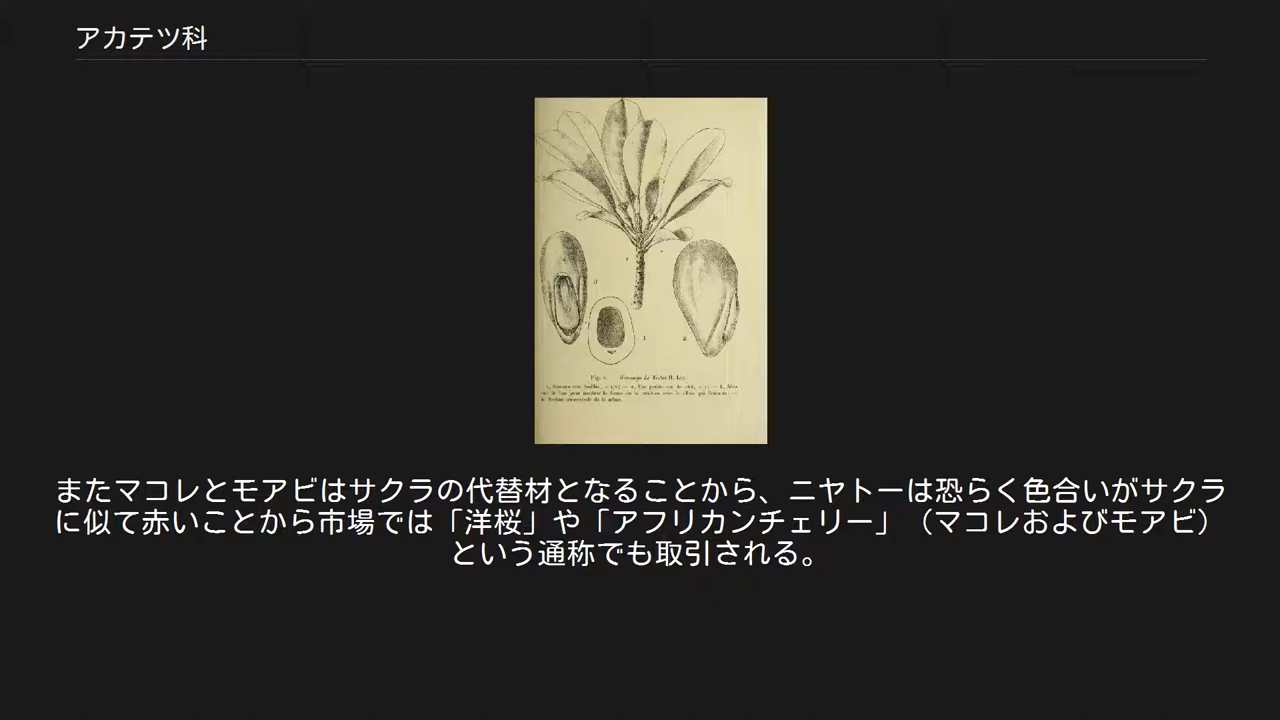 アカテツ科
Fig.
またマコレとモアビはサクラの代替材となることから、ニヤトーは恐らく色合いがサクラ
に似て赤いことから市場では「洋桜」や「アフリカンチェリー」（マコレおよびモアビ）
という通称でも取引される。